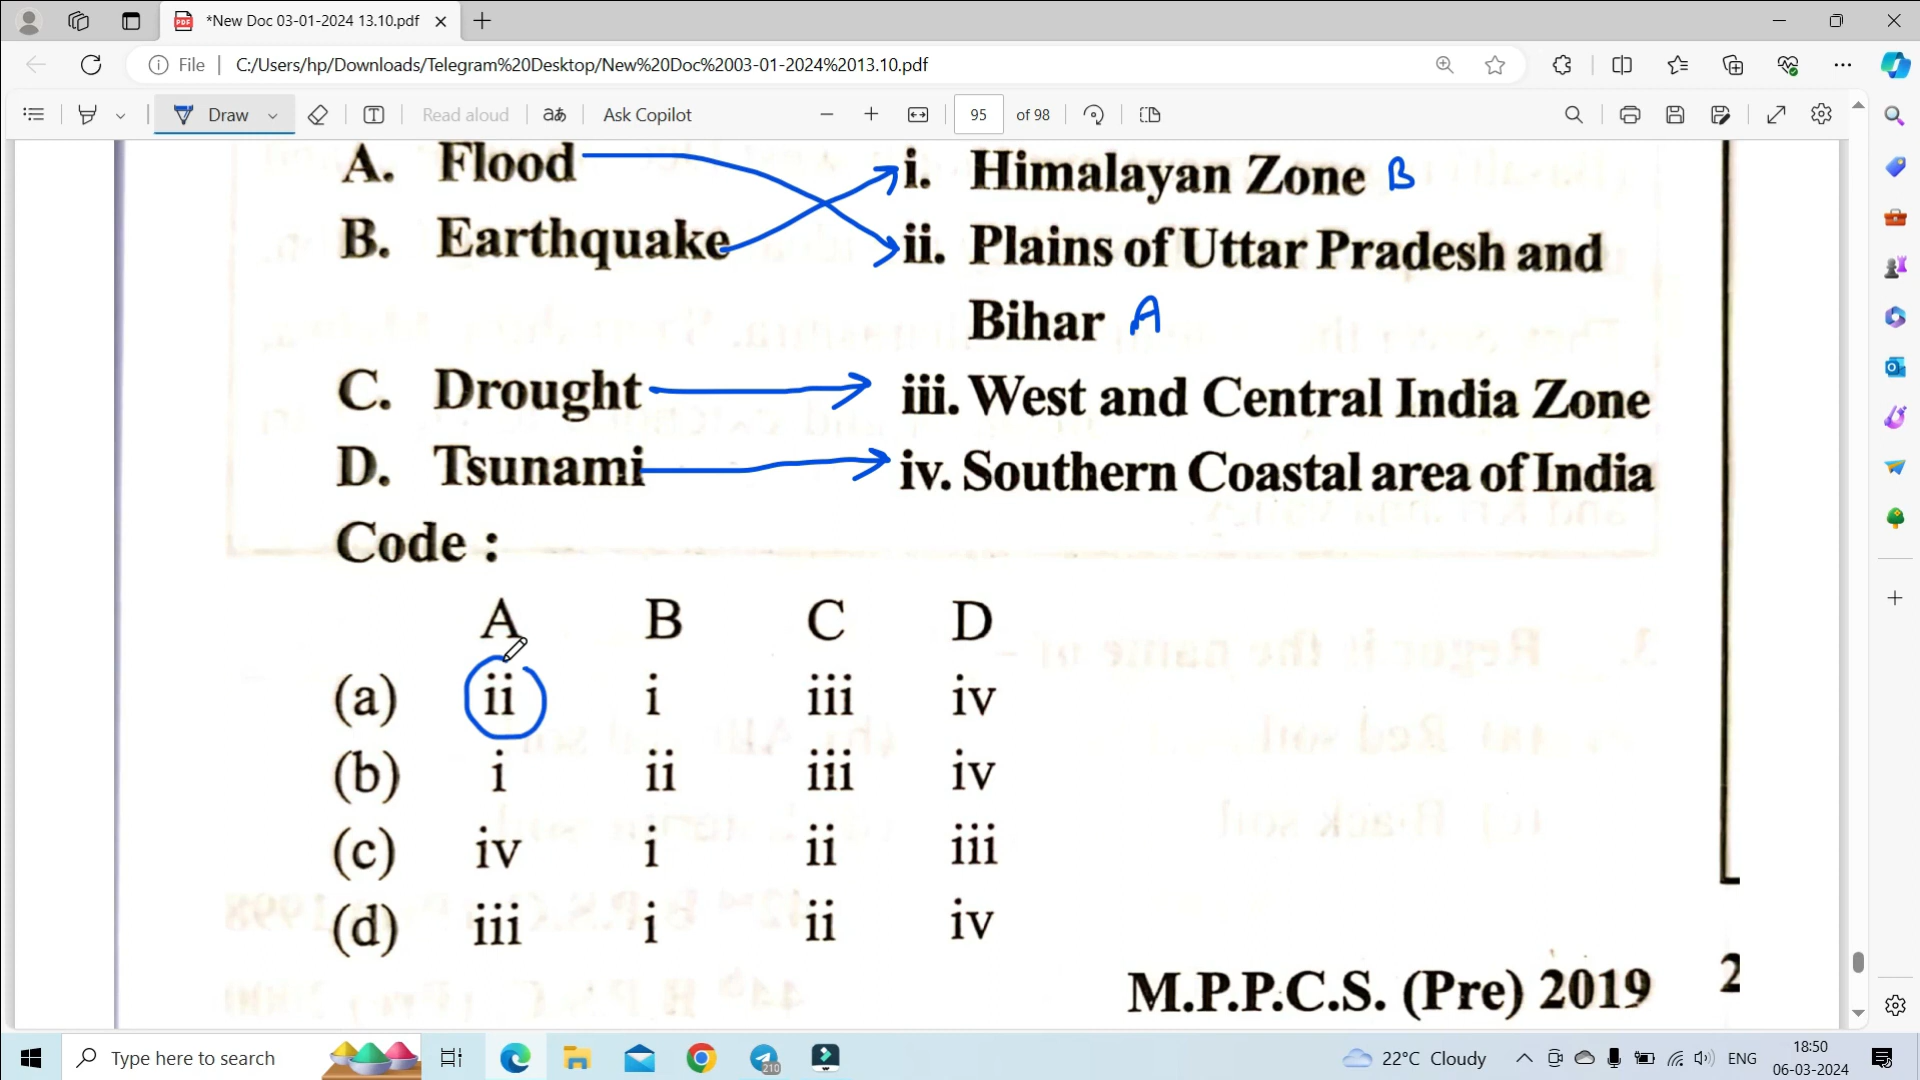 *New Doc 03-01-2024 13.10.pdf
File
C:/Users/hp/Downloads/Telegram%20Desktop/New%20Doc%2003-01-2024%2013.10.pdf
Draw
Read aloud
aあ
Ask Copilot
95 of 98
A. Flood i. Himalayan Zone B
B. Earthquake ii. Plains of Uttar Pradesh and
Bihar A
C. Drought iii. West and Central India Zone
D. Tsunami iv. Southern Coastal area of India
Code :
A B C D
(a) ii i iii iv
(b) i ii iii iv
(c) iv i ii iii
(d) iii i ii iv
M.P.P.C.S. (Pre) 2019
2
Type here to search
210
22°C Cloudy
ENG
18:50
06-03-2024